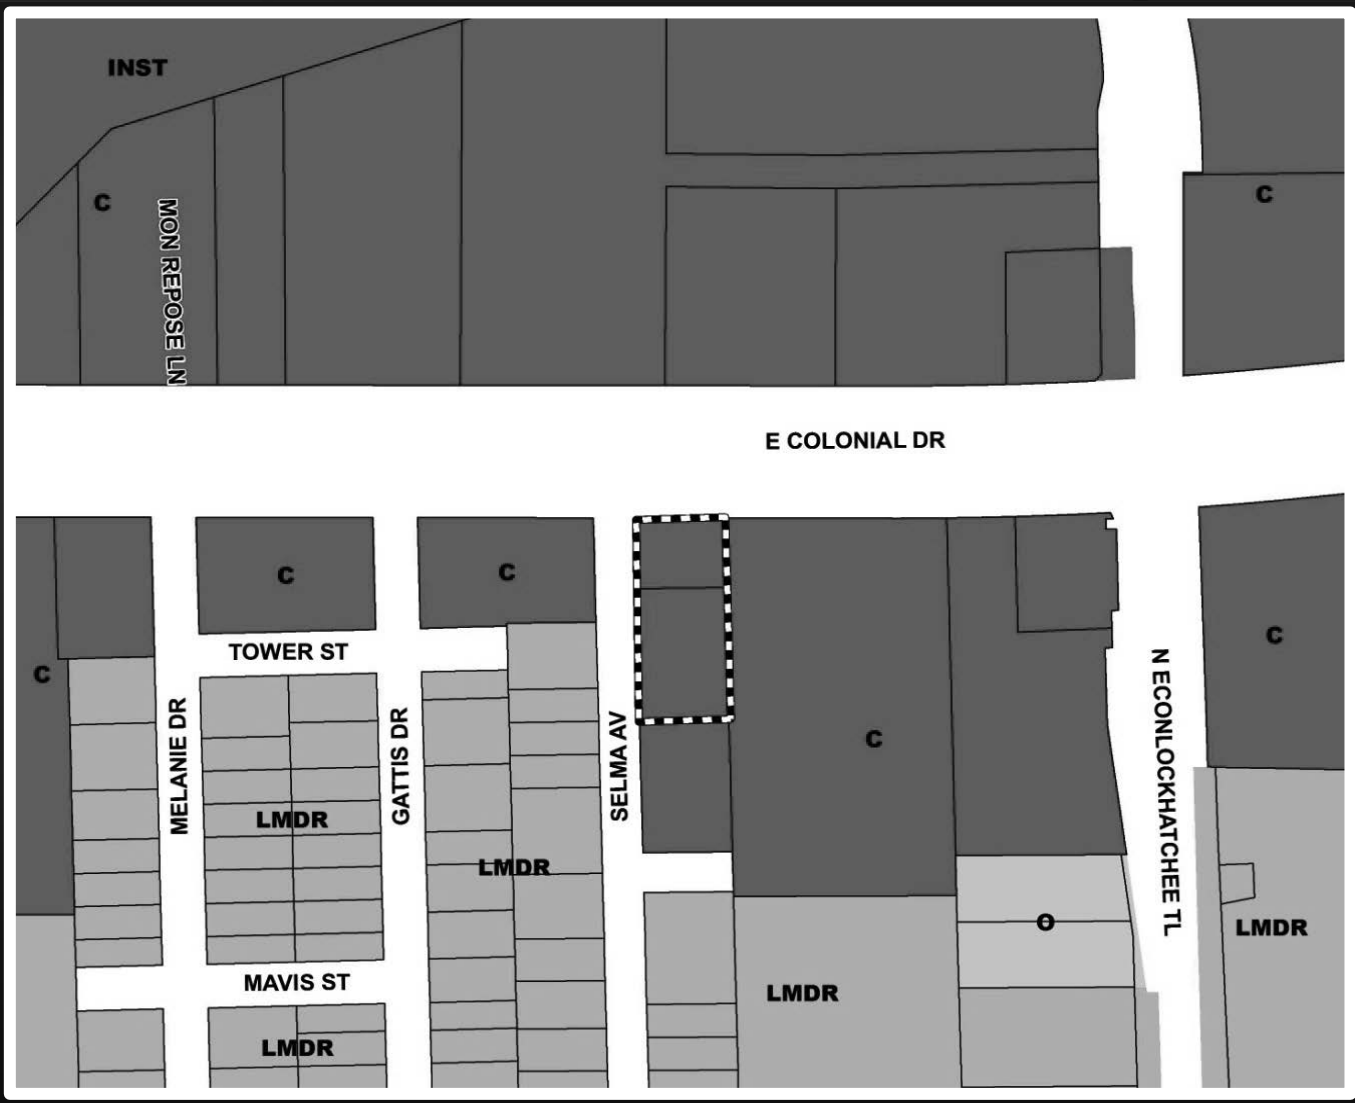 INST
C
MON REPOSE LN
C
E COLONIAL DR
C
C
TOWER ST
C
C
MELANIE DR
GATTIS DR
SELMA AV
C
N ECONLOCKHATCHEE TL
LMDR
LMDR
O
LMDR
MAVIS ST
LMDR
LMDR